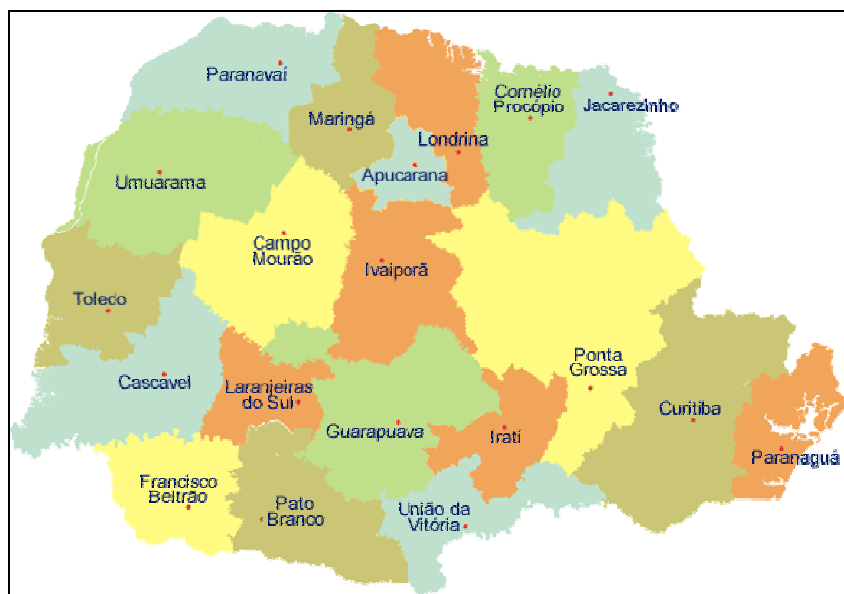 Paranavaí
Maringá
Londrina
Cornélio
Procópio
Jacarezinho
Apucarana
Umuarama
Campo
Mourão
Ivaiporã
Toledo
Cascavel
Laranjeiras
do Sul
Guarapuava
Irati
Ponta
Grossa
Curitiba
Paranaguá
Francisco
Beltrão
Pato
Branco
União da
Vitória